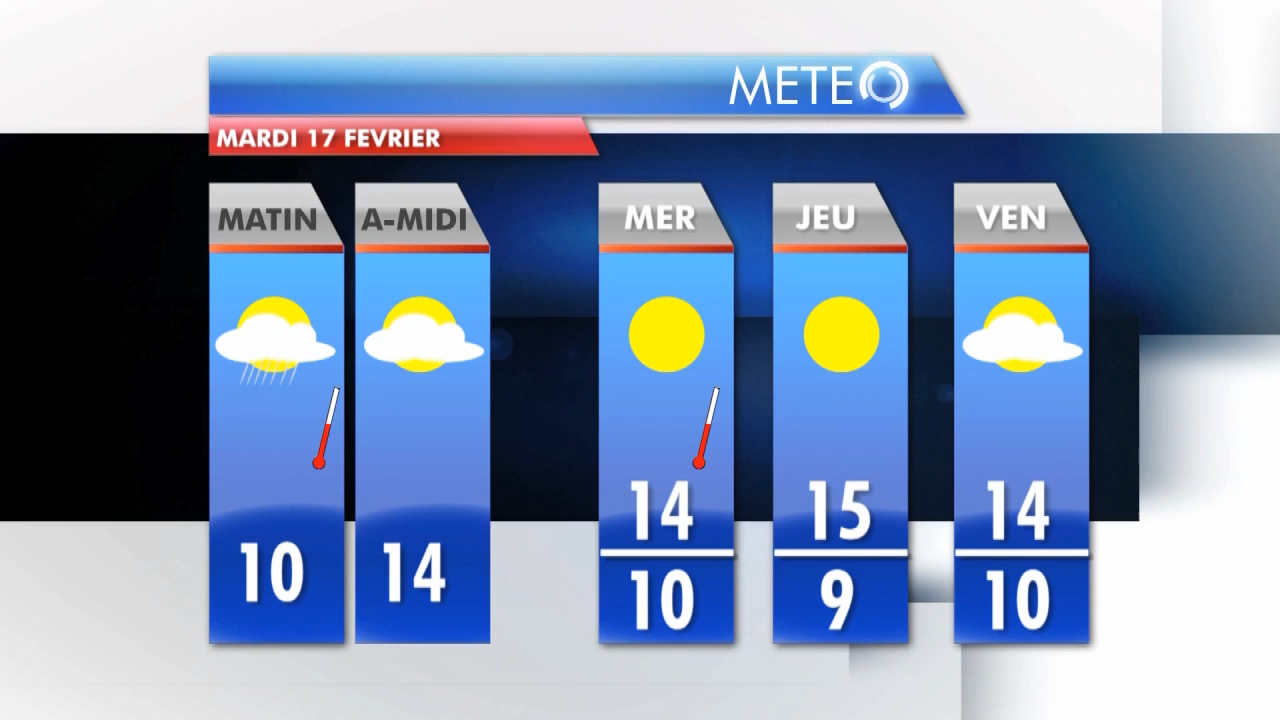 METEO
MARDI 17 FEVRIER
MATIN
A-MIDI
MER
JEU
VEN
10
14
14
10
15
9
14
10